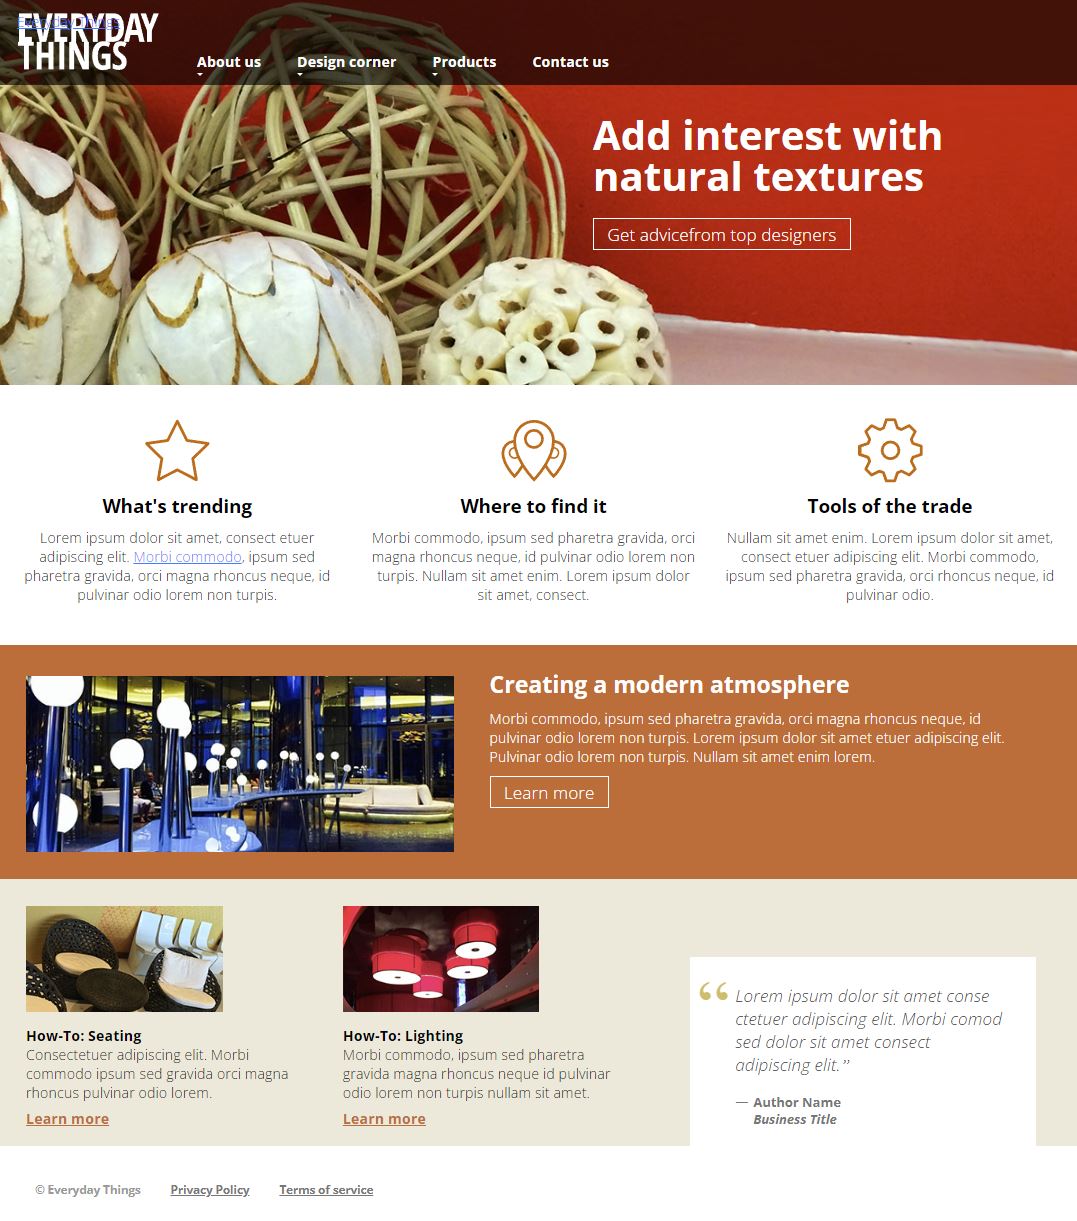 Everyday Things
EVERYDAY
THINGS
About us
Design corner
Products
Contact us
Add interest with
natural textures
Get advicefrom top designers
What's trending
Lorem ipsum dolor sit amet, consect etuer
adipiscing elit. Morbi commodo, ipsum sed
pharetra gravida, orci magna rhoncus neque, id
pulvinar odio lorem non turpis.
Where to find it
Morbi commodo, ipsum sed pharetra gravida, orci
magna rhoncus neque, id pulvinar odio lorem non
turpis. Nullam sit amet enim. Lorem ipsum dolor
sit amet, consect.
Tools of the trade
Nullam sit amet enim. Lorem ipsum dolor sit amet,
consect etuer adipiscing elit. Morbi commodo,
ipsum sed pharetra gravida, orci rhoncus neque, id
pulvinar odio.
Creating a modern atmosphere
Morbi commodo, ipsum sed pharetra gravida, orci magna rhoncus neque, id
pulvinar odio lorem non turpis. Lorem ipsum dolor sit amet etuer adipiscing elit.
Pulvinar odio lorem non turpis. Nullam sit amet enim lorem.
Learn more
How-To: Seating
Consectetuer adipiscing elit. Morbi
commodo ipsum sed gravida orci magna
rhoncus pulvinar odio lorem.
Learn more
How-To: Lighting
Morbi commodo, ipsum sed pharetra
gravida magna rhoncus neque id pulvinar
odio lorem non turpis nullam sit amet.
Learn more
“ Lorem ipsum dolor sit amet conse
ctetuer adipiscing elit. Morbi comod
sed dolor sit amet consect
adipiscing elit.”
— Author Name
Business Title
© Everyday Things
Privacy Policy
Terms of service